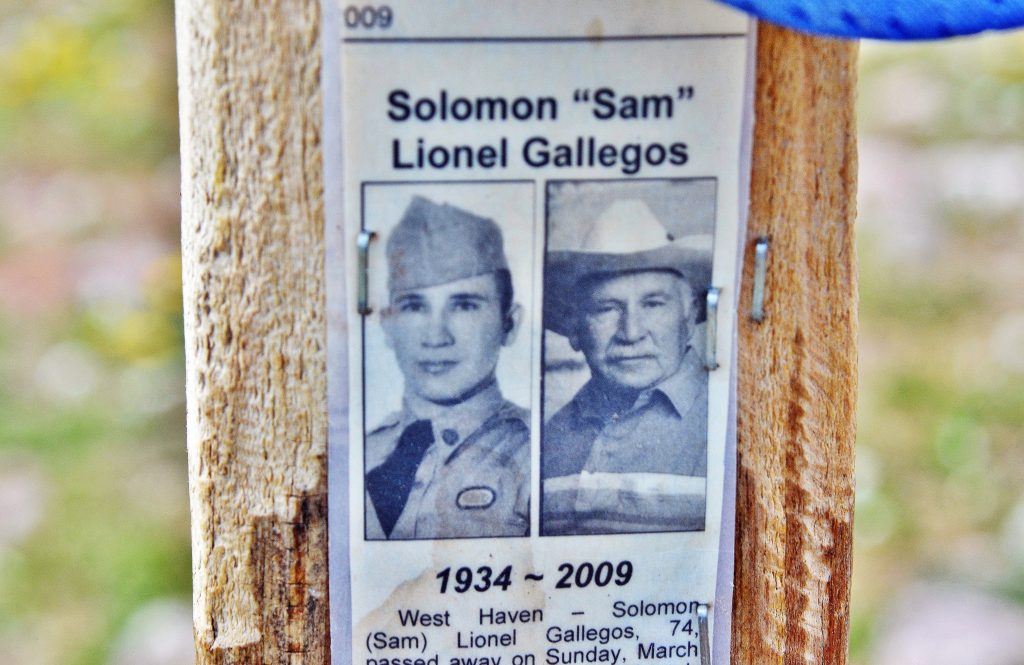 009
Solomon “Sam”
Lionel Gallegos
1934 ~ 2009
West Haven – Solomon
(Sam) Lionel Gallegos, 74,
passed away on Sunday, March